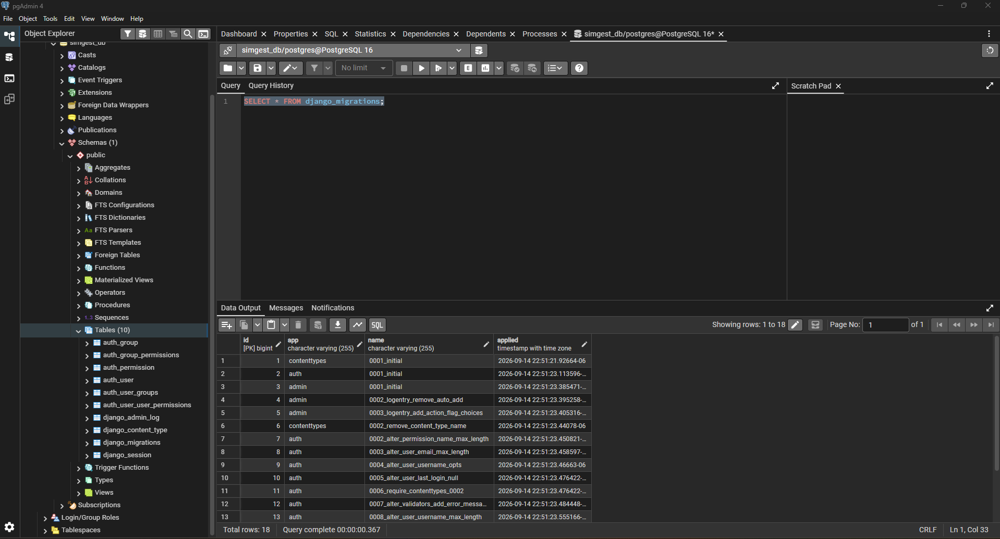 pgAdmin 4
File Object Tools Edit View Window Help
Object Explorer
Dashboard Properties SQL Statistics Dependencies Dependents Processes simgest_db/postgres@PostgreSQL 16*
simgest_db
Casts
Catalogs
Event Triggers
Extensions
Foreign Data Wrappers
Languages
Publications
Schemas (1)
public
Aggregates
Collations
Domains
FTS Configurations
FTS Dictionaries
FTS Parsers
FTS Templates
Foreign Tables
Functions
Materialized Views
Operators
Procedures
1..3 Sequences
Tables (10)
auth_group
auth_group_permissions
auth_permission
auth_user
auth_user_groups
auth_user_user_permissions
django_admin_log
django_content_type
django_migrations
django_session
Trigger Functions
Types
Views
Subscriptions
Login/Group Roles
Tablespaces
simgest_db/postgres@PostgreSQL 16
No limit
E
Query Query History
Scratch Pad
1 SELECT * FROM django_migrations;
Data Output Messages Notifications
SQL
Showing rows: 1 to 18
Page No: 1 of 1
id app name applied
[PK] bigint character varying (255) character varying (255) timestamp with time zone
1 1 contenttypes 0001_initial 2026-09-14 22:51:21.92664-06
2 2 auth 0001_initial 2026-09-14 22:51:23.113596-...
3 3 admin 0001_initial 2026-09-14 22:51:23.385471-...
4 4 admin 0002_logentry_remove_auto_add 2026-09-14 22:51:23.395258-...
5 5 admin 0003_logentry_add_action_flag_choices 2026-09-14 22:51:23.405316-...
6 6 contenttypes 0002_remove_content_type_name 2026-09-14 22:51:23.44078-06
7 7 auth 0002_alter_permission_name_max_length 2026-09-14 22:51:23.450821-...
8 8 auth 0003_alter_user_email_max_length 2026-09-14 22:51:23.458597-...
9 9 auth 0004_alter_user_username_opts 2026-09-14 22:51:23.46663-06
10 10 auth 0005_alter_user_last_login_null 2026-09-14 22:51:23.476422-...
11 11 auth 0006_require_contenttypes_0002 2026-09-14 22:51:23.476422-...
12 12 auth 0007_alter_validators_add_error_messa... 2026-09-14 22:51:23.484448-...
13 13 auth 0008_alter_user_username_max_length 2026-09-14 22:51:23.555166-...
Total rows: 18 Query complete 00:00:00.367
CRLF Ln 1, Col 33